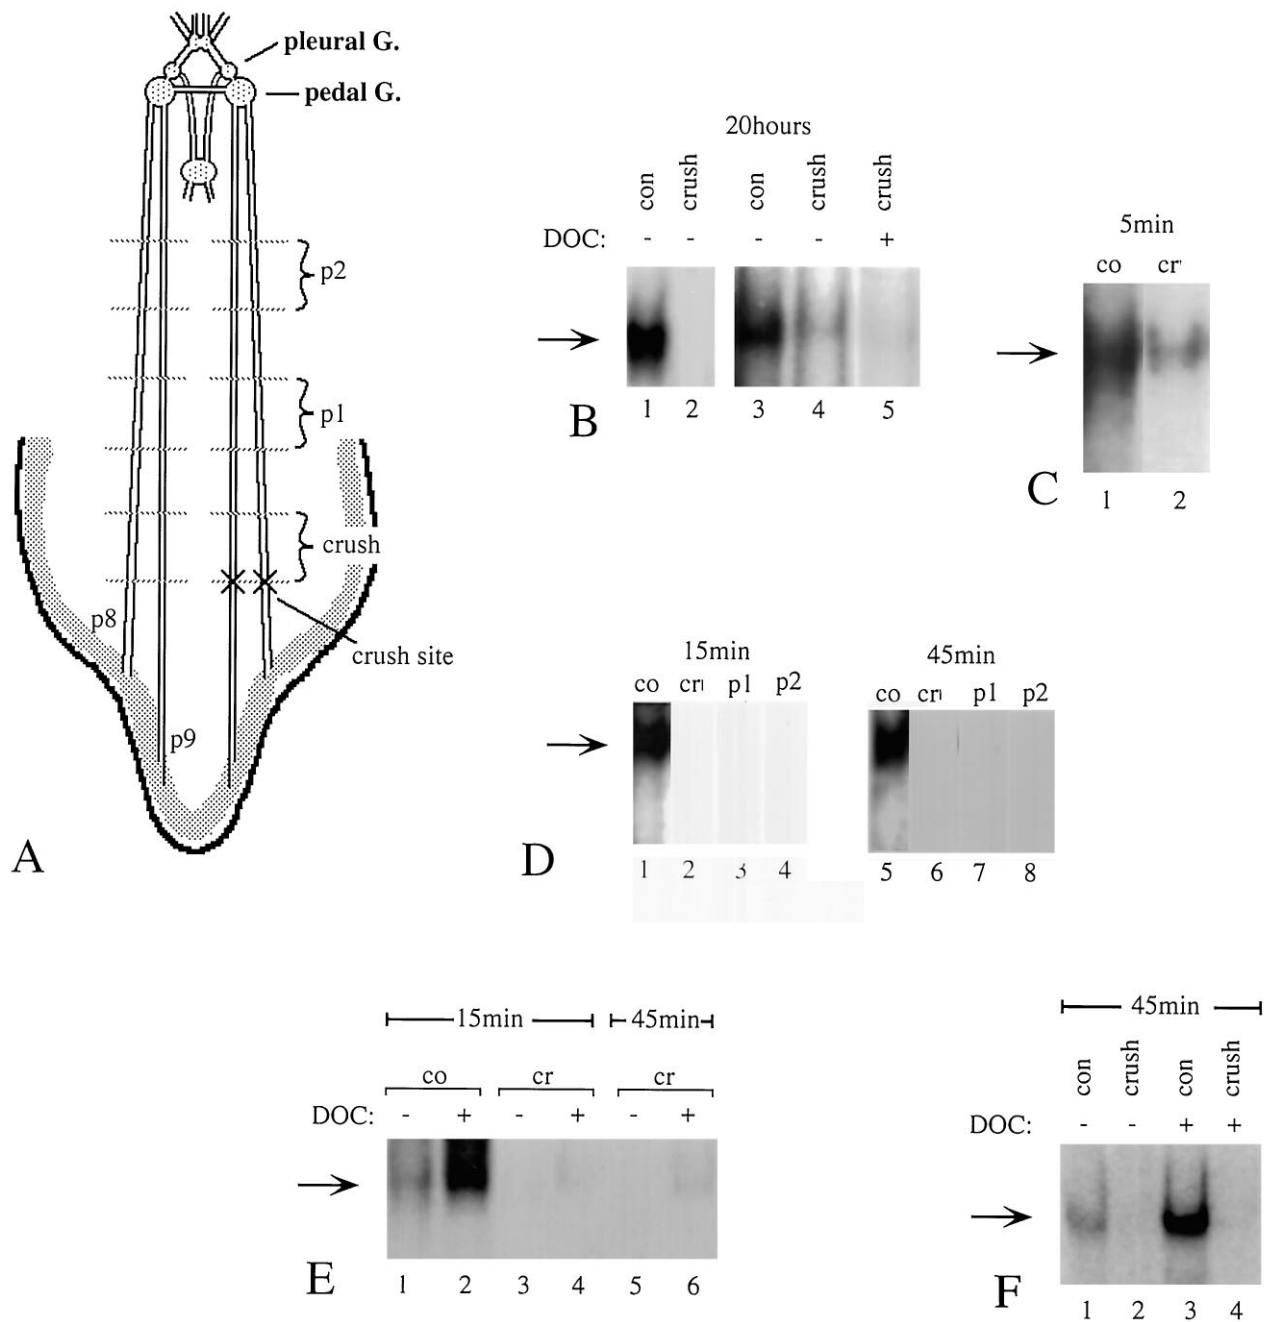 pleural G.
pedal G.
p2
p1
crush
p8
crush site
p9
A
20hours
con crush con crush crush
DOC: - - - - +
1 2 3 4 5
B
5min
co cr
1 2
C
15min
co cr p1 p2
1 2 3 4
45min
co cr p1 p2
5 6 7 8
D
15min 45min
co cr cr
DOC: - + - + - +
1 2 3 4 5 6
E
45min
con crush con crush
DOC: - - + +
1 2 3 4
F